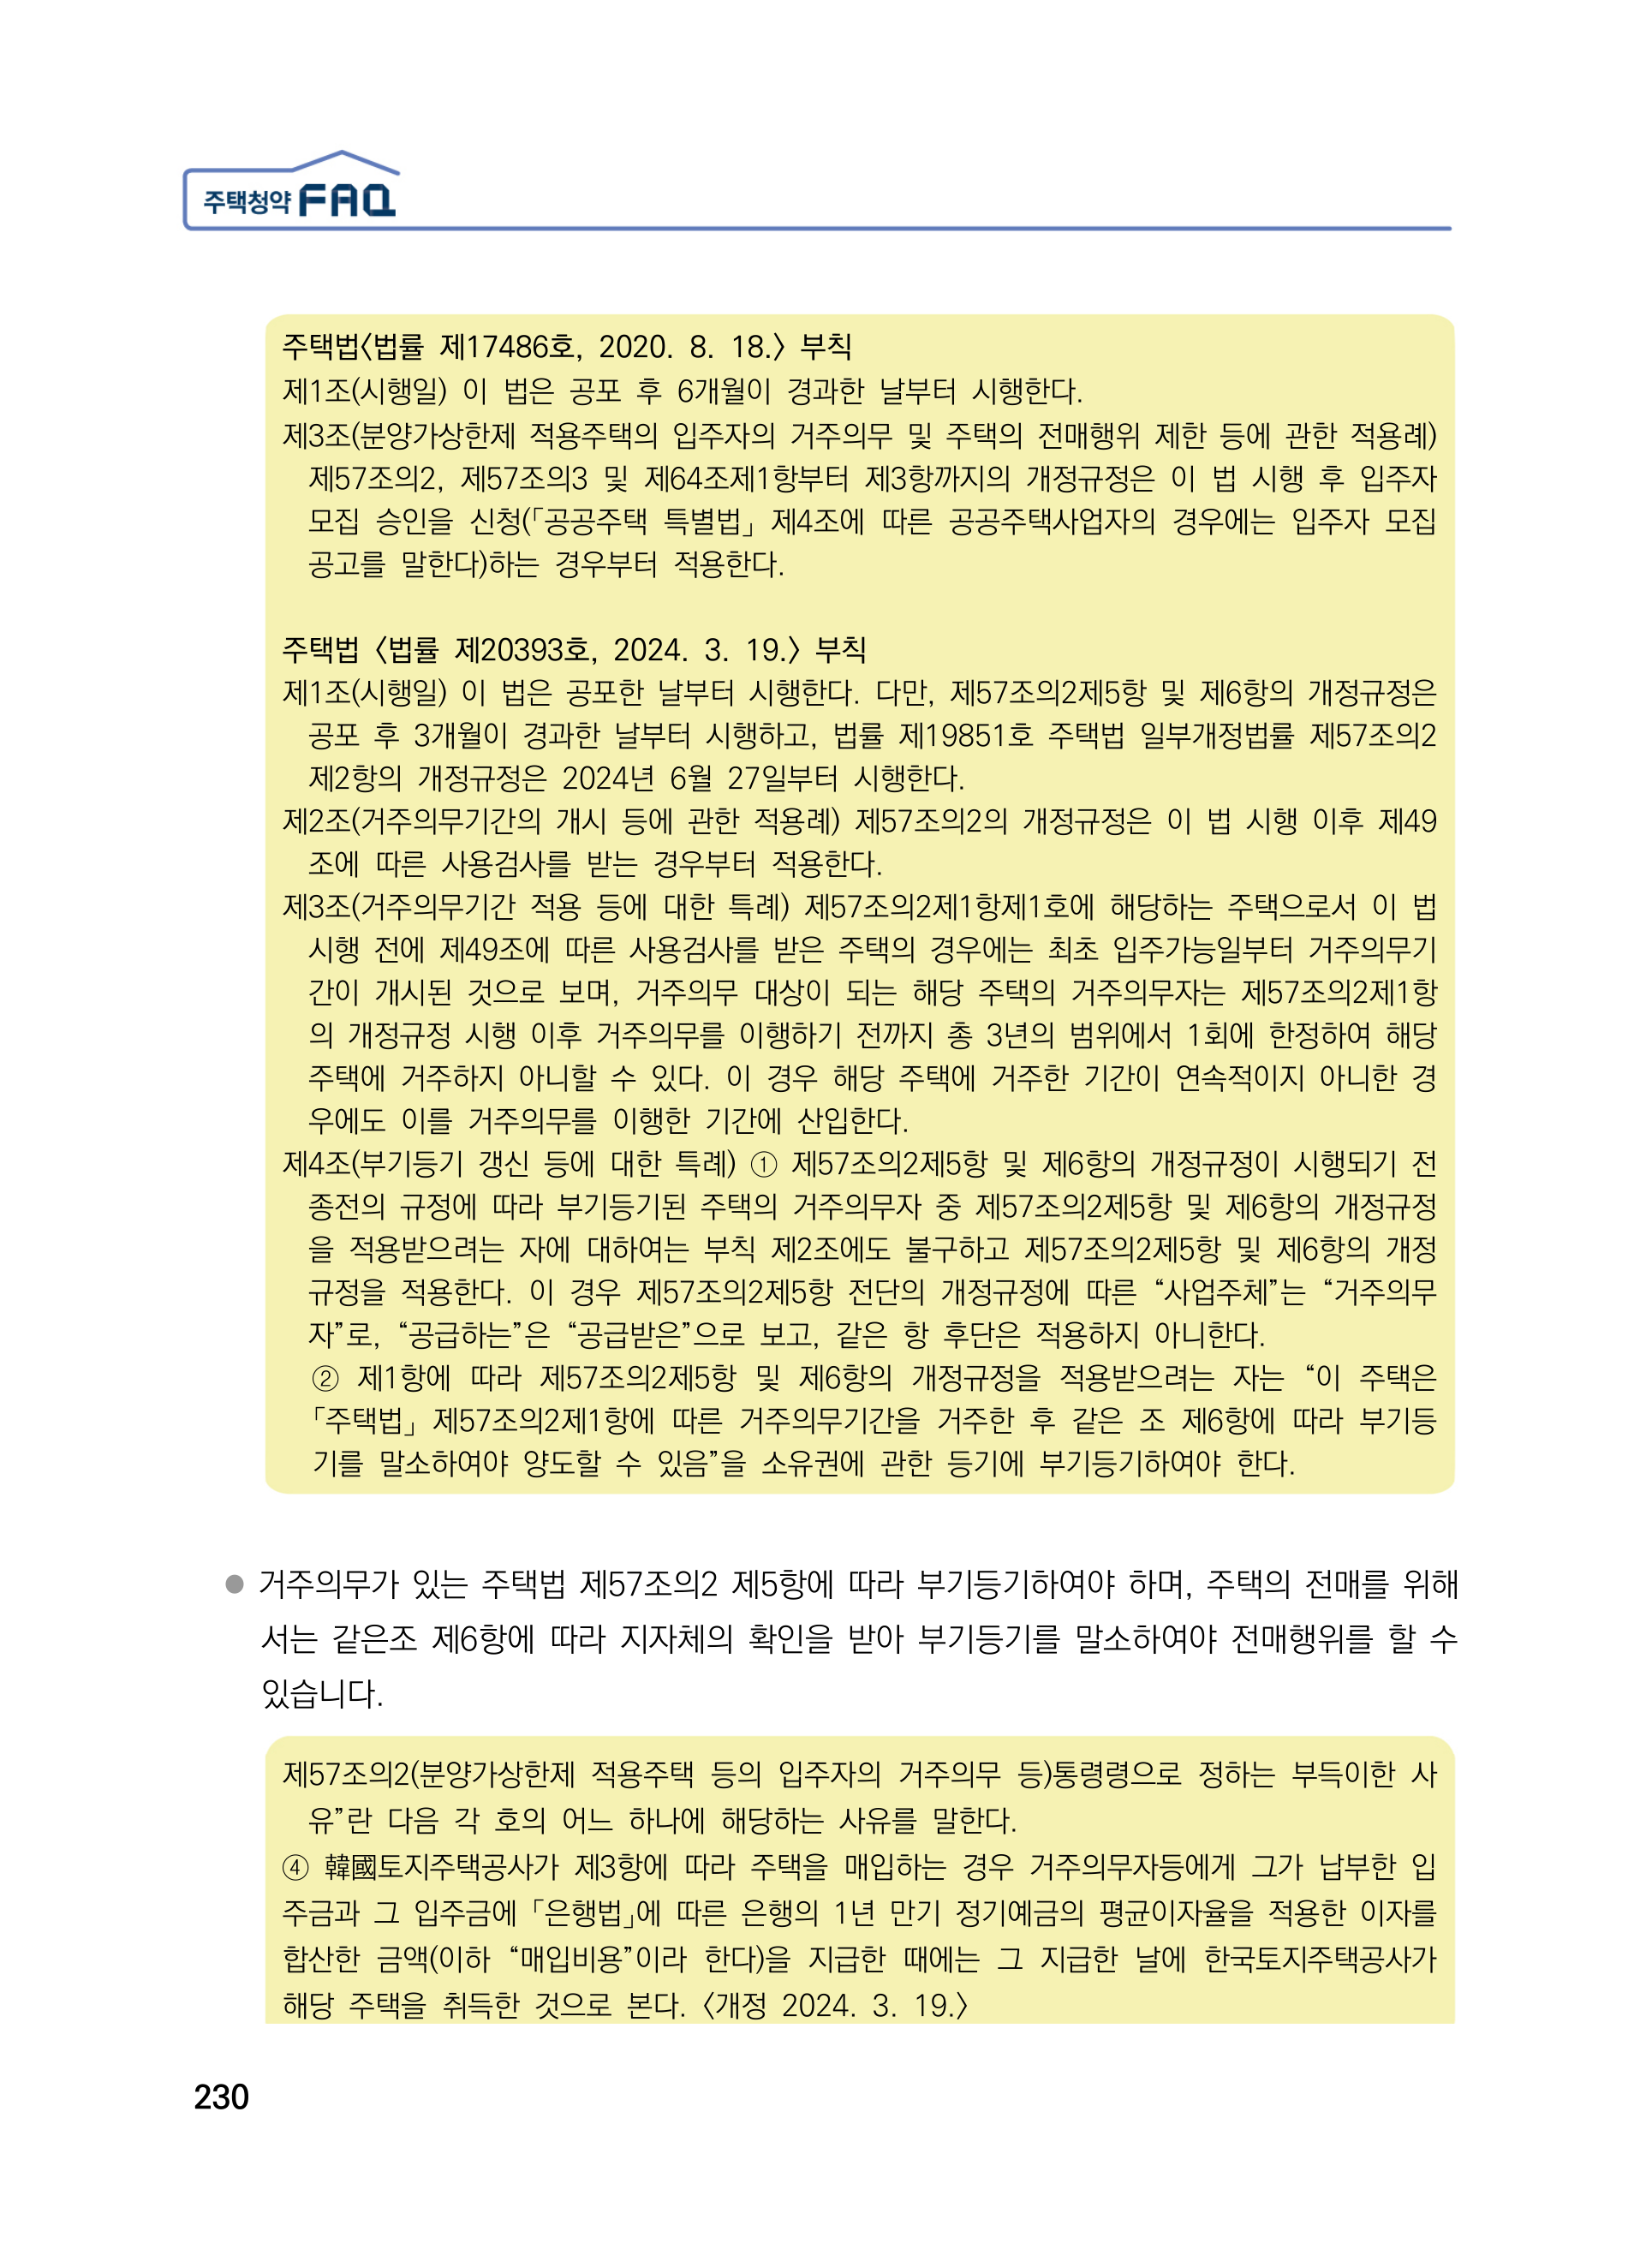 주택청약 FAQ
주택법〈법률 제17486호, 2020. 8. 18.〉 부칙
제1조(시행일) 이 법은 공포 후 6개월이 경과한 날부터 시행한다.
제3조(분양가상한제 적용주택의 입주자의 거주의무 및 주택의 전매행위 제한 등에 관한 적용례)
제57조의2, 제57조의3 및 제64조제1항부터 제3항까지의 개정규정은 이 법 시행 후 입주자
모집 승인을 신청(「공공주택 특별법」 제4조에 따른 공공주택사업자의 경우에는 입주자 모집
공고를 말한다)하는 경우부터 적용한다.
주택법 〈법률 제20393호, 2024. 3. 19.〉 부칙
제1조(시행일) 이 법은 공포한 날부터 시행한다. 다만, 제57조의2제5항 및 제6항의 개정규정은
공포 후 3개월이 경과한 날부터 시행하고, 법률 제19851호 주택법 일부개정법률 제57조의2
제2항의 개정규정은 2024년 6월 27일부터 시행한다.
제2조(거주의무기간의 개시 등에 관한 적용례) 제57조의2의 개정규정은 이 법 시행 이후 제49
조에 따른 사용검사를 받는 경우부터 적용한다.
제3조(거주의무기간 적용 등에 대한 특례) 제57조의2제1항제1호에 해당하는 주택으로서 이 법
시행 전에 제49조에 따른 사용검사를 받은 주택의 경우에는 최초 입주가능일부터 거주의무기
간이 개시된 것으로 보며, 거주의무 대상이 되는 해당 주택의 거주의무자는 제57조의2제1항
의 개정규정 시행 이후 거주의무를 이행하기 전까지 총 3년의 범위에서 1회에 한정하여 해당
주택에 거주하지 아니할 수 있다. 이 경우 해당 주택에 거주한 기간이 연속적이지 아니한 경
우에도 이를 거주의무를 이행한 기간에 산입한다.
제4조(부기등기 갱신 등에 대한 특례) ① 제57조의2제5항 및 제6항의 개정규정이 시행되기 전
종전의 규정에 따라 부기등기된 주택의 거주의무자 중 제57조의2제5항 및 제6항의 개정규정
을 적용받으려는 자에 대하여는 부칙 제2조에도 불구하고 제57조의2제5항 및 제6항의 개정
규정을 적용한다. 이 경우 제57조의2제5항 전단의 개정규정에 따른 “사업주체”는 “거주의무
자”로, “공급하는”은 “공급받은”으로 보고, 같은 항 후단은 적용하지 아니한다.
② 제1항에 따라 제57조의2제5항 및 제6항의 개정규정을 적용받으려는 자는 “이 주택은
「주택법」 제57조의2제1항에 따른 거주의무기간을 거주한 후 같은 조 제6항에 따라 부기등
기를 말소하여야 양도할 수 있음”을 소유권에 관한 등기에 부기등기하여야 한다.
● 거주의무가 있는 주택법 제57조의2 제5항에 따라 부기등기하여야 하며, 주택의 전매를 위해
서는 같은조 제6항에 따라 지자체의 확인을 받아 부기등기를 말소하여야 전매행위를 할 수
있습니다.
제57조의2(분양가상한제 적용주택 등의 입주자의 거주의무 등)통령령으로 정하는 부득이한 사
유”란 다음 각 호의 어느 하나에 해당하는 사유를 말한다.
④ 韓國토지주택공사가 제3항에 따라 주택을 매입하는 경우 거주의무자등에게 그가 납부한 입
주금과 그 입주금에 「은행법」에 따른 은행의 1년 만기 정기예금의 평균이자율을 적용한 이자를
합산한 금액(이하 “매입비용”이라 한다)을 지급한 때에는 그 지급한 날에 한국토지주택공사가
해당 주택을 취득한 것으로 본다. 〈개정 2024. 3. 19.〉
230